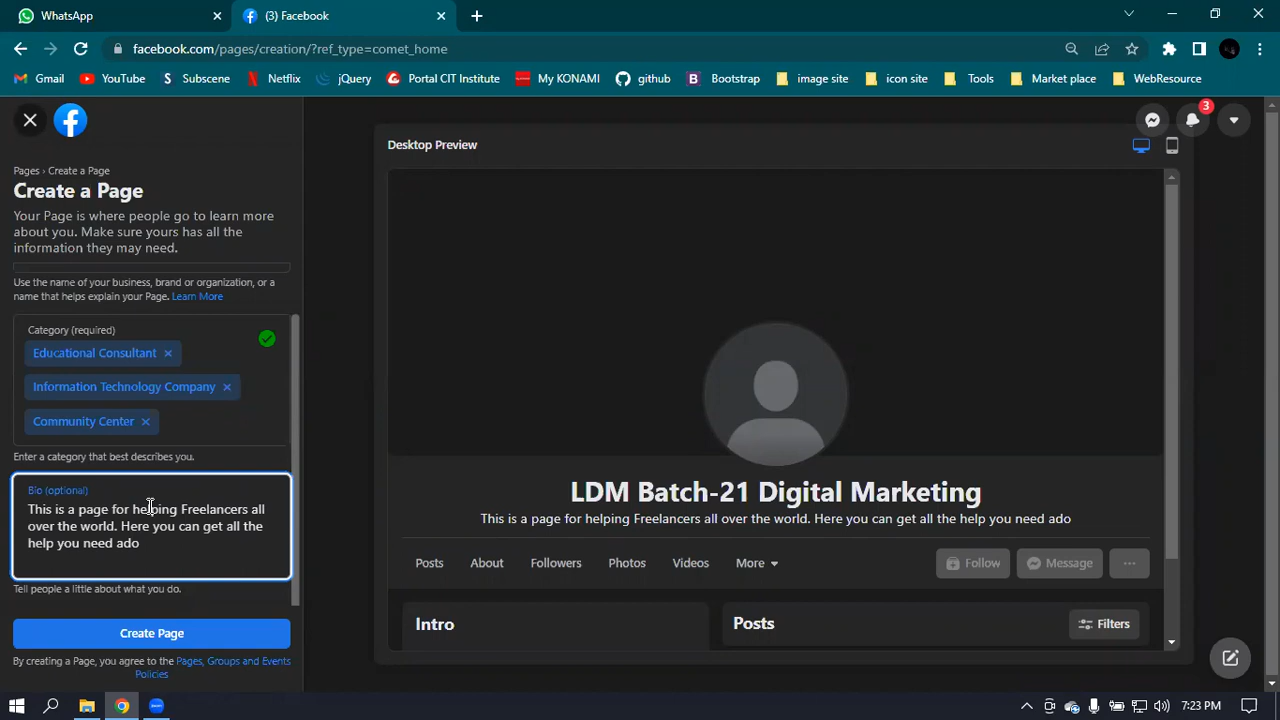 WhatsApp
(3) Facebook
facebook.com/pages/creation/?ref_type=comet_home
Gmail
YouTube
Subscene
Netflix
jQuery
Portal CIT Institute
My KONAMI
github
Bootstrap
image site
icon site
Tools
Market place
WebResource
3
Pages › Create a Page
Create a Page
Your Page is where people go to learn more
about you. Make sure yours has all the
information they may need.
Use the name of your business, brand or organization, or a
name that helps explain your Page. Learn More
Category (required)
Educational Consultant
Information Technology Company
Community Center
Enter a category that best describes you.
Bio (optional)
This is a page for helping Freelancers all
over the world. Here you can get all the
help you need ado
Tell people a little about what you do.
Create Page
By creating a Page, you agree to the Pages, Groups and Events
Policies
Desktop Preview
LDM Batch-21 Digital Marketing
This is a page for helping Freelancers all over the world. Here you can get all the help you need ado
Posts
About
Followers
Photos
Videos
More
Follow
Message
Intro
Posts
Filters
7:23 PM